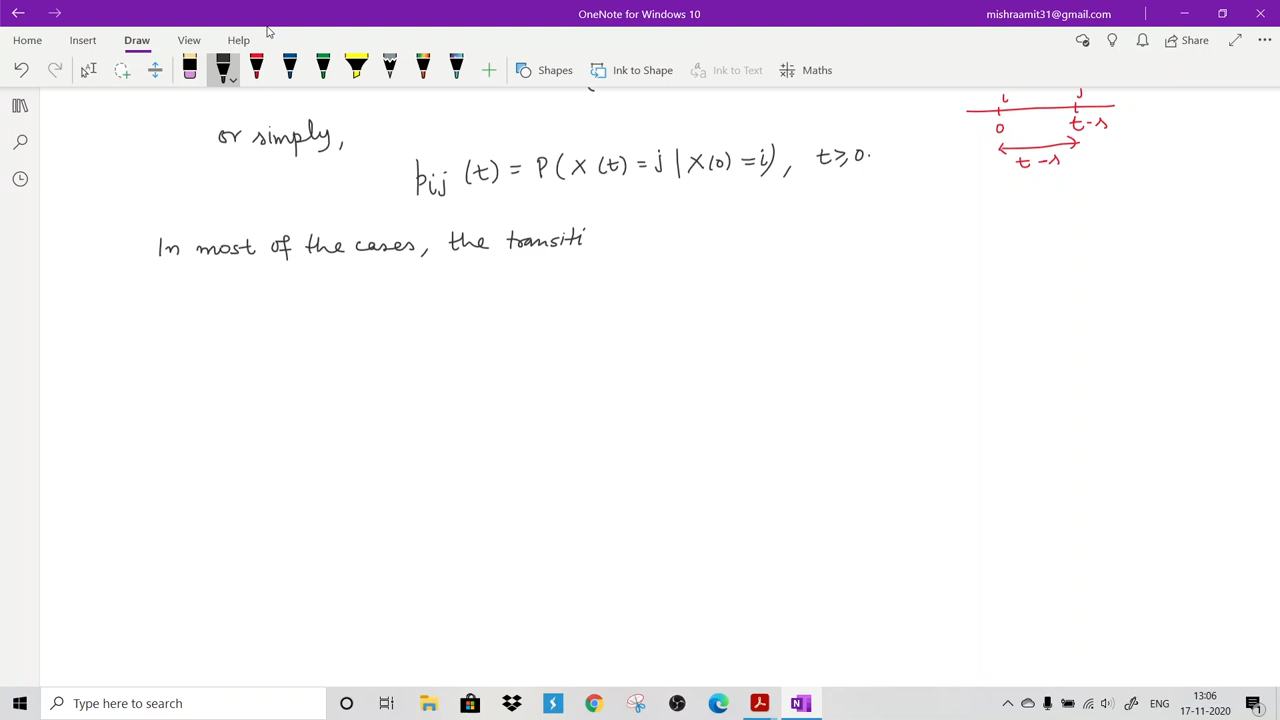 OneNote for Windows 10
mishraamit31@gmail.com
Home Insert Draw View Help
Share
Shapes
Ink to Shape
Ink to Text
Maths
i j
0 t-s
t-s
or simply,
pij (t) = P(X(t) = j | X(0) = i), t ≥ 0.
In most of the cases, the transiti
Type here to search
ENG
13:06
17-11-2020